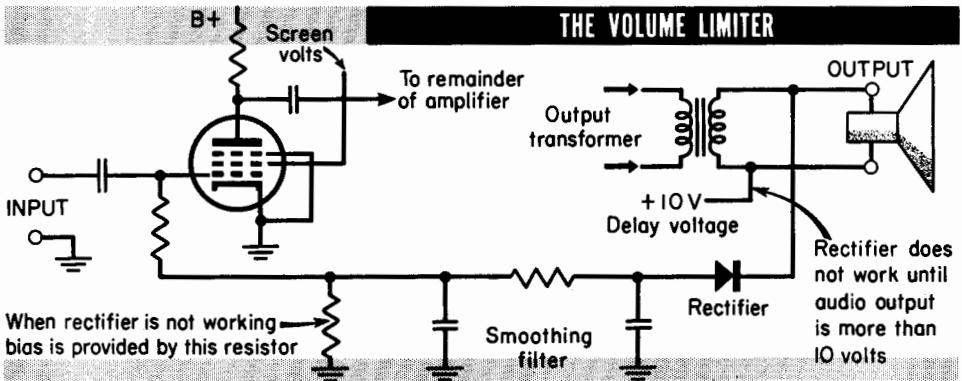 THE VOLUME LIMITER
B+
Screen
volts
To remainder
of amplifier
OUTPUT
Output
transformer
INPUT
+10V
Delay voltage
Rectifier does
not work until
audio output
is more than
10 volts
Rectifier
When rectifier is not working
bias is provided by this resistor
Smoothing
filter